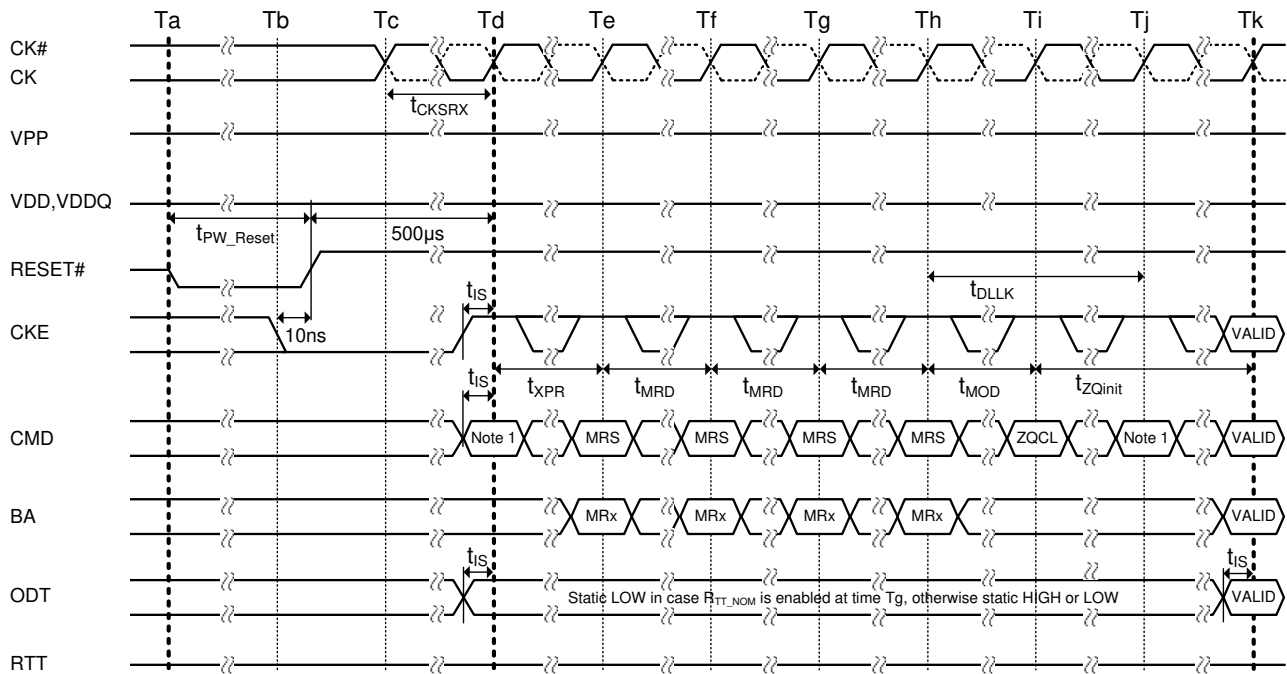 Ta Tb Tc Td Te Tf Tg Th Ti Tj Tk
CK#
CK
tCKSRX
VPP
VDD,VDDQ
tPW_Reset 500µs
RESET#
tIS tDLLK
CKE 10ns VALID
tXPR tMRD tMRD tMRD tMOD tZQinit
tIS
CMD Note 1 MRS MRS MRS MRS ZQCL Note 1 VALID
BA MRx MRx MRx MRx VALID
tIS tIS
ODT Static LOW in case RTT_NOM is enabled at time Tg, otherwise static HIGH or LOW VALID
RTT